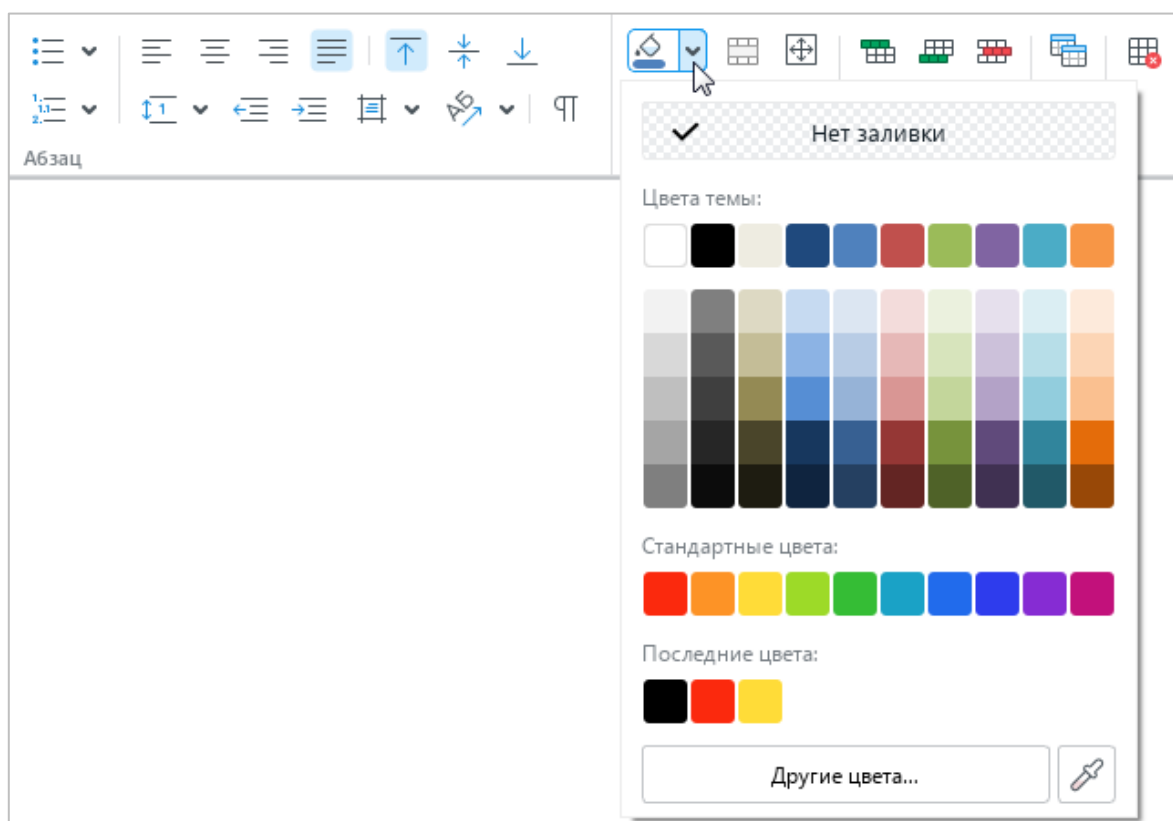 Абзац
Нет заливки
Цвета темы:
Стандартные цвета:
Последние цвета:
Другие цвета...